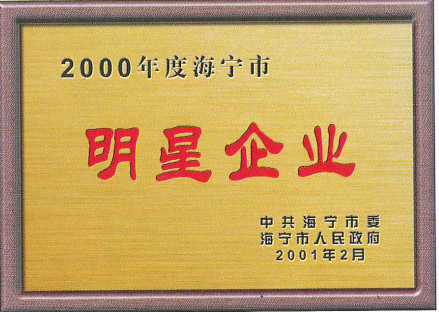 2000年度海宁市
明星企业
中共海宁市委
海宁市人民政府
2001年2月